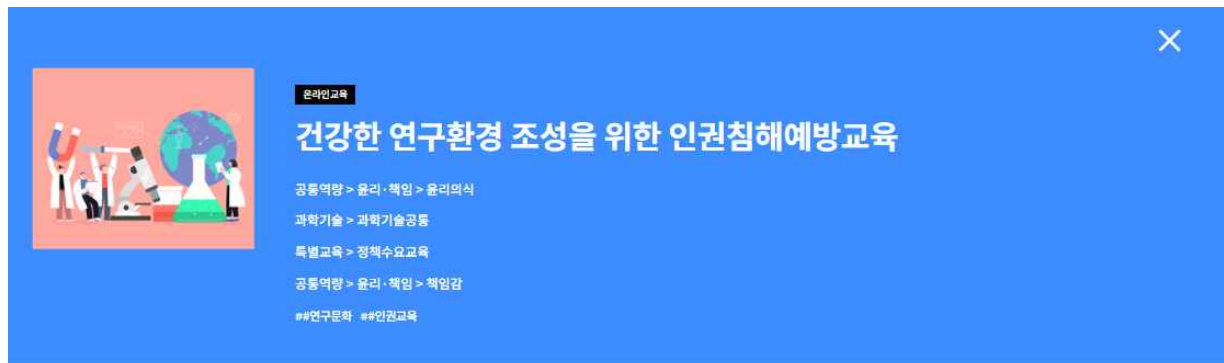 온라인교육
건강한 연구환경 조성을 위한 인권침해예방교육
공통역량 > 윤리·책임 > 윤리의식
과학기술 > 과학기술공통
특별교육 > 정책수요교육
공통역량 > 윤리·책임 > 책임감
##연구문화 ##인권교육